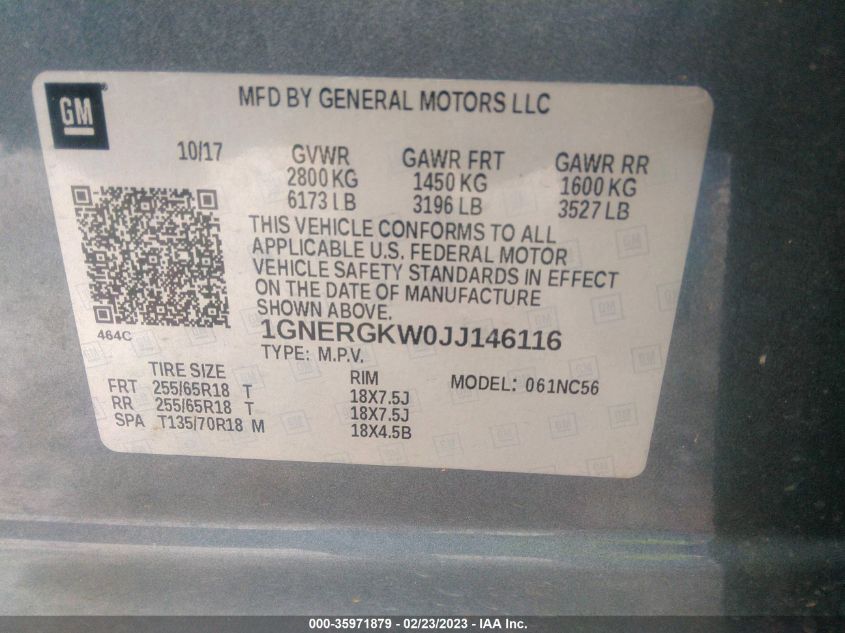 GM
MFD BY GENERAL MOTORS LLC
10/17 GVWR GAWR FRT GAWR RR
2800 KG 1450 KG 1600 KG
6173 LB 3196 LB 3527 LB
THIS VEHICLE CONFORMS TO ALL
APPLICABLE U.S. FEDERAL MOTOR
VEHICLE SAFETY STANDARDS IN EFFECT
ON THE DATE OF MANUFACTURE
SHOWN ABOVE.
464C
1GNERGKW0JJ146116
TYPE: M.P.V.
TIRE SIZE RIM MODEL: 061NC56
FRT 255/65R18 T 18X7.5J
RR 255/65R18 T 18X7.5J
SPA T135/70R18 M 18X4.5B
000-35971879 - 02/23/2023 - IAA Inc.